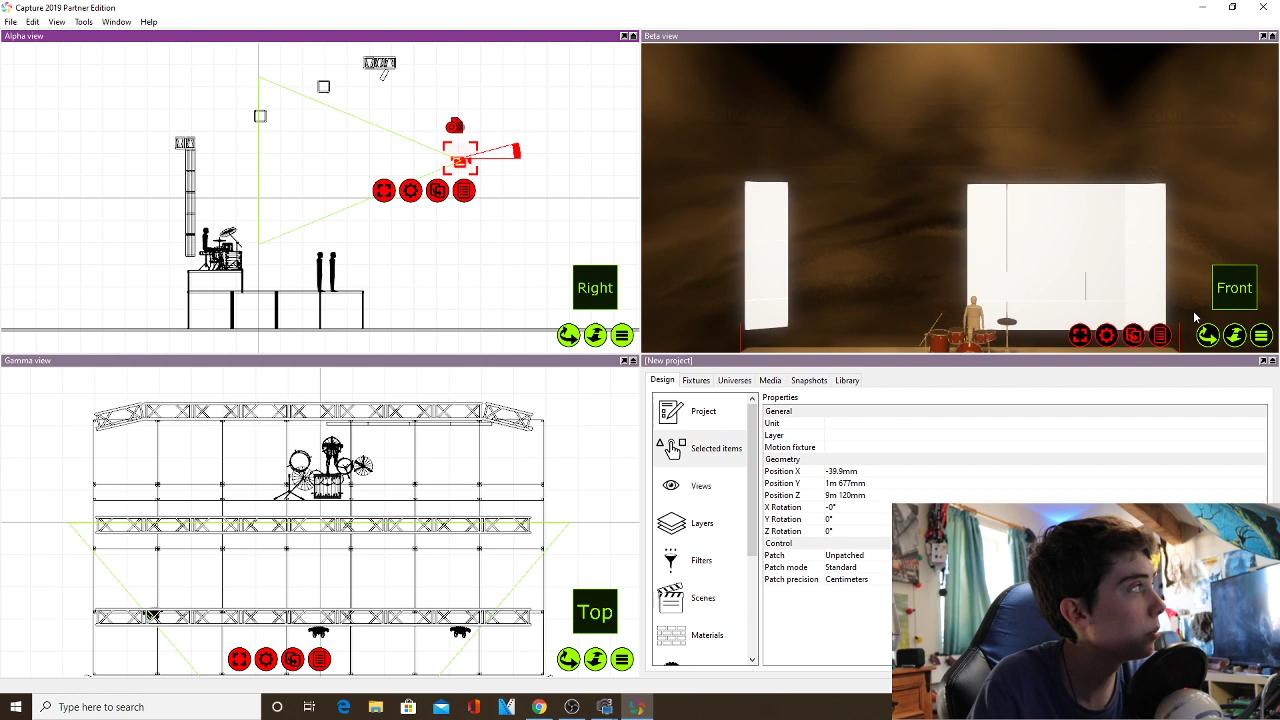 Capture 2019 Partner Edition
File Edit View Tools Window Help
Alpha view
Beta view
Right
Front
Gamma view
[New project]
Design Fixtures Universes Media Snapshots Library
Project
Selected items
Views
Layers
Filters
Scenes
Materials
Properties
General
Unit
Layer
Motion fixture
Geometry
Position X -39.9mm
Position Y 1m 677mm
Position Z 9m 120mm
X Rotation -0°
Y Rotation 0°
Z Rotation 0°
Control
Patch Unpatched
Patch mode Standard
Patch precision Centimeters
Top
Type here to search